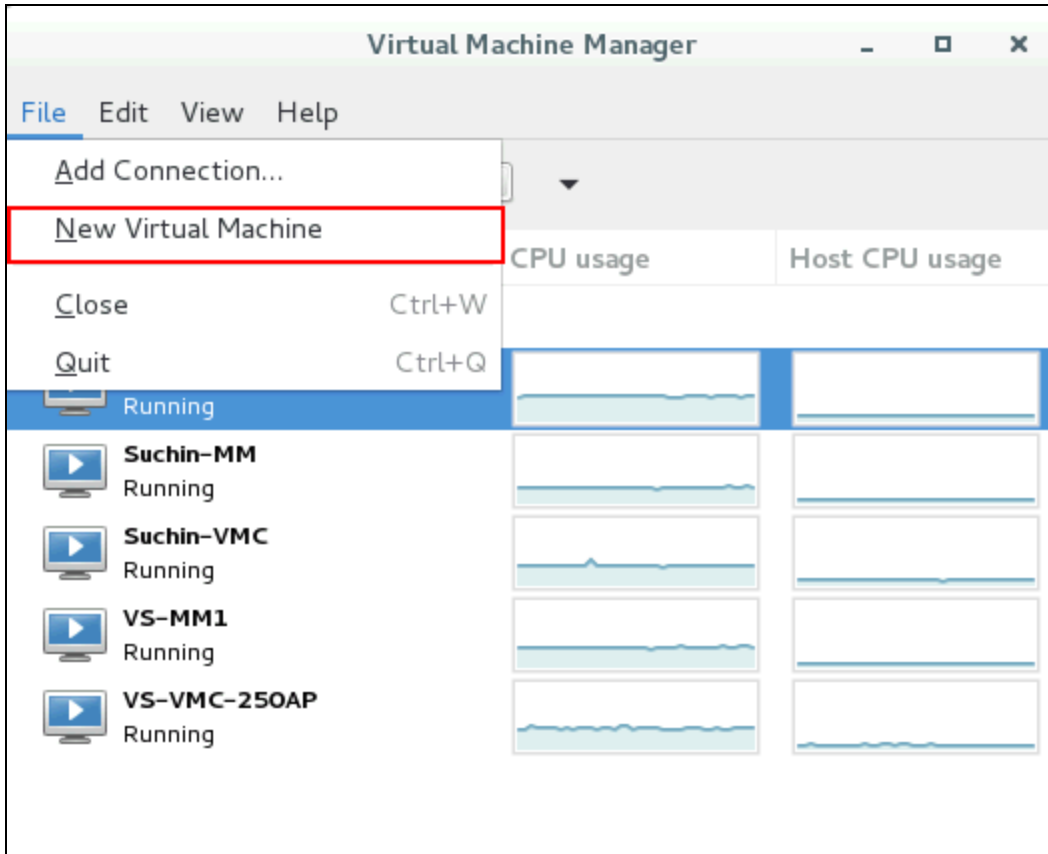 Virtual Machine Manager
File Edit View Help
Add Connection...
New Virtual Machine
CPU usage Host CPU usage
Close Ctrl+W
Quit Ctrl+Q
Running
Suchin-MM
Running
Suchin-VMC
Running
VS-MM1
Running
VS-VMC-250AP
Running